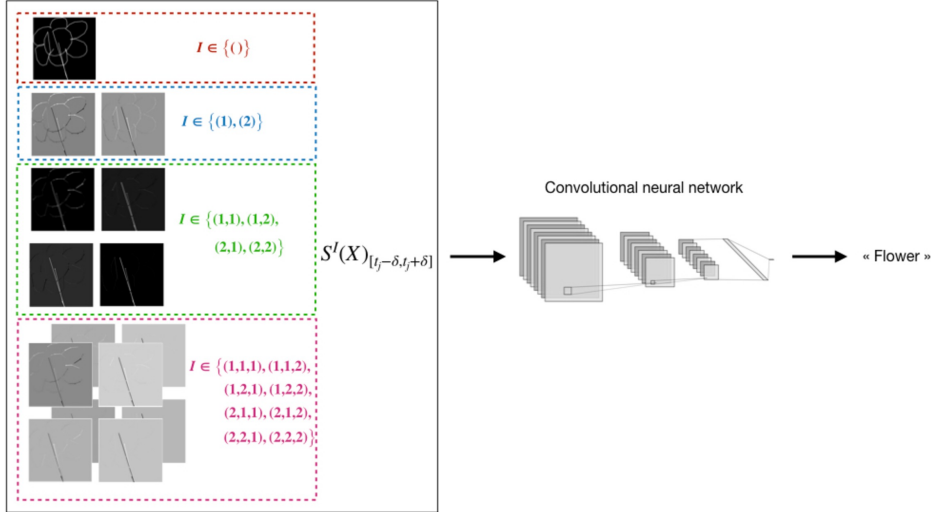 I ∈ {()}
I ∈ {(1), (2)}
I ∈ {(1,1), (1,2),
(2,1), (2,2)}
I ∈ {(1,1,1), (1,1,2),
(1,2,1), (1,2,2),
(2,1,1), (2,1,2),
(2,2,1), (2,2,2)}
S^I(X)_{[t_j−δ,t_j+δ]}
Convolutional neural network
« Flower »